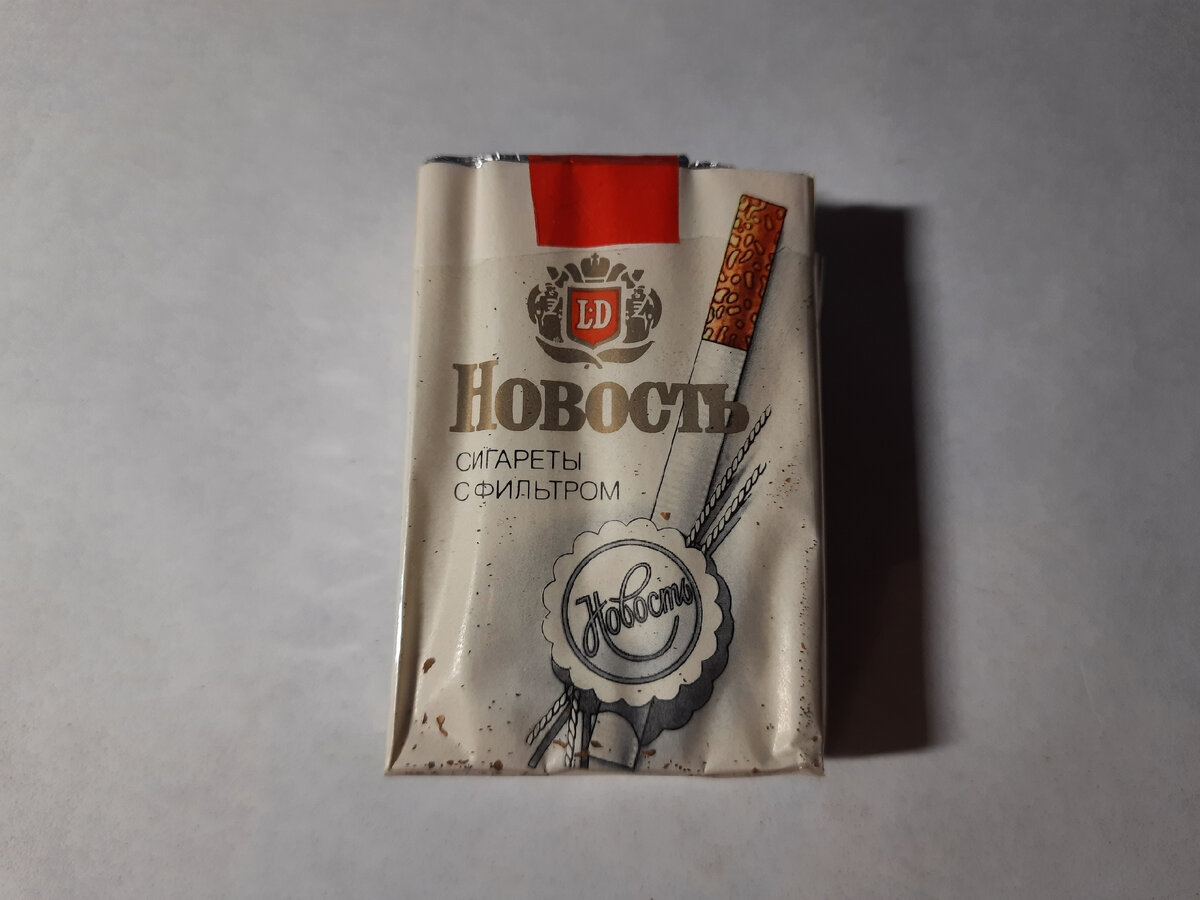 L·D
Новость
СИГАРЕТЫ
С ФИЛЬТРОМ
Новость